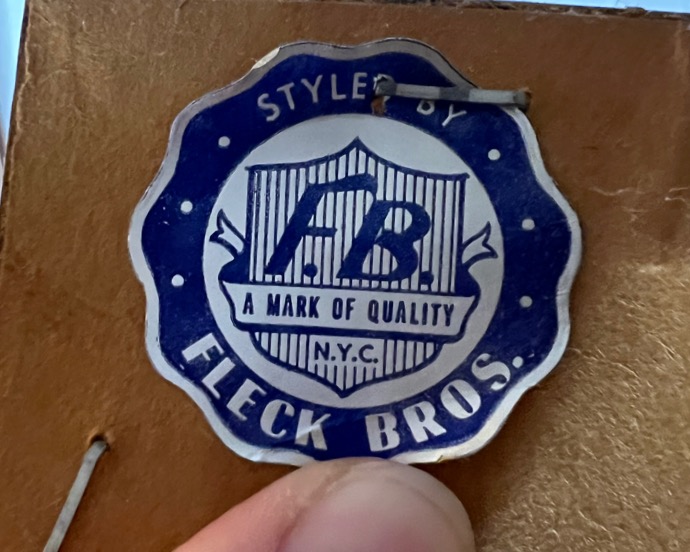 STYLED BY
F.B.
A MARK OF QUALITY
N.Y.C.
FLECK BROS.